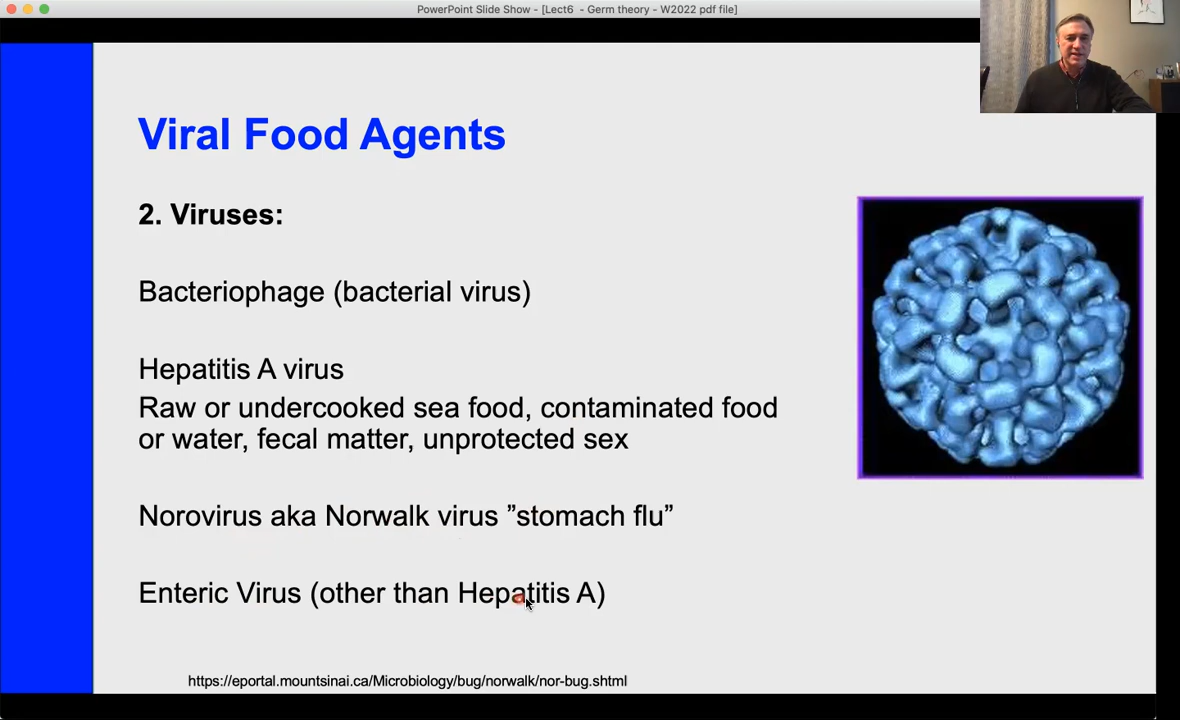 PowerPoint Slide Show - [Lect6  - Germ theory - W2022 pdf file]
Viral Food Agents
2. Viruses:
Bacteriophage (bacterial virus)
Hepatitis A virus
Raw or undercooked sea food, contaminated food
or water, fecal matter, unprotected sex
Norovirus aka Norwalk virus ”stomach flu”
Enteric Virus (other than Hepatitis A)
https://eportal.mountsinai.ca/Microbiology/bug/norwalk/nor-bug.shtml